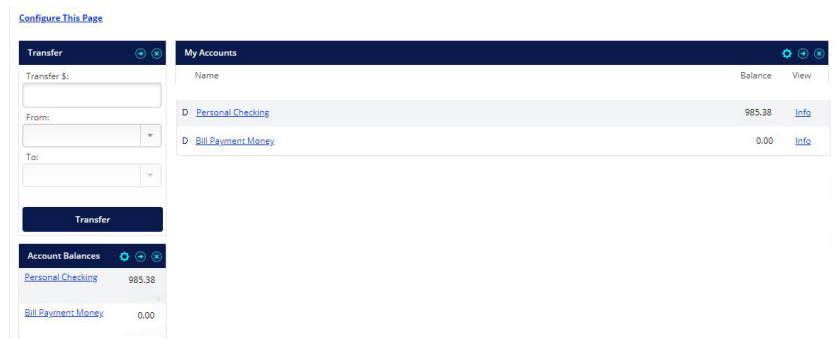 Configure This Page
Transfer
Transfer $:
From:
To:
Transfer
Account Balances
Personal Checking 985.38
Bill Payment Money 0.00
My Accounts
Name Balance View
D Personal Checking 985.38 Info
D Bill Payment Money 0.00 Info